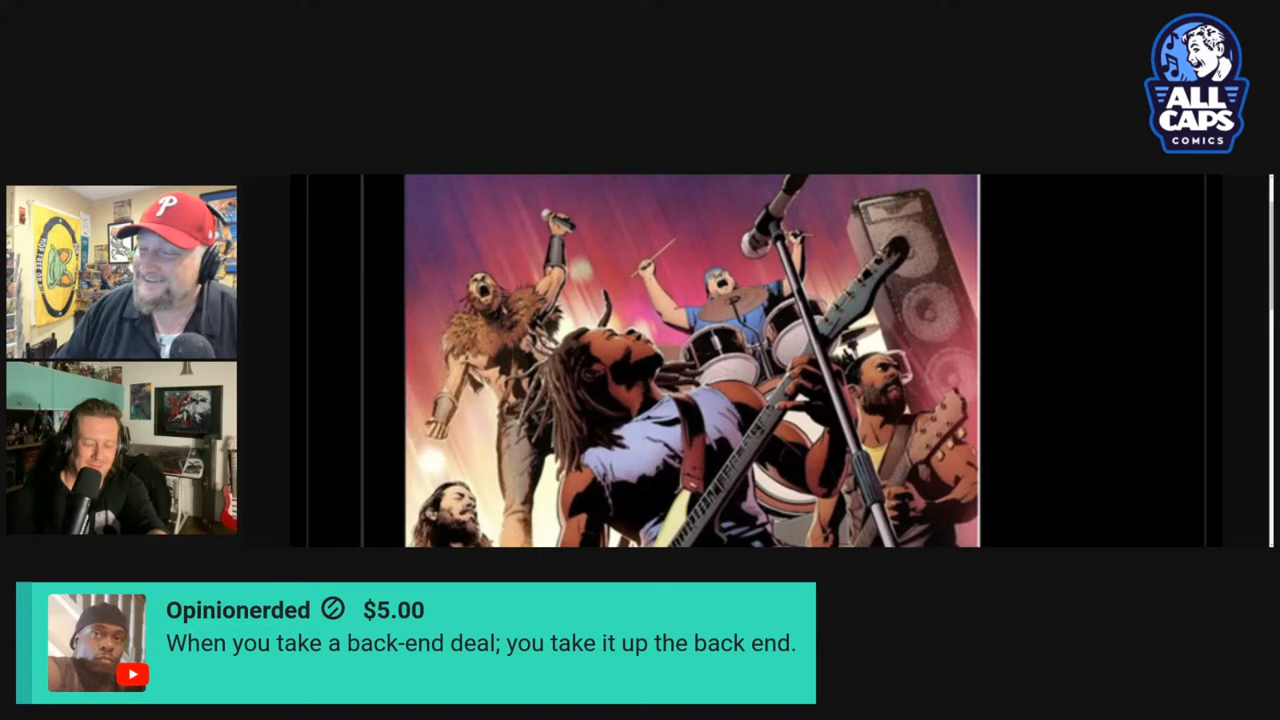 ALL
CAPS
COMICS
P
Opinionerded $5.00
When you take a back-end deal; you take it up the back end.